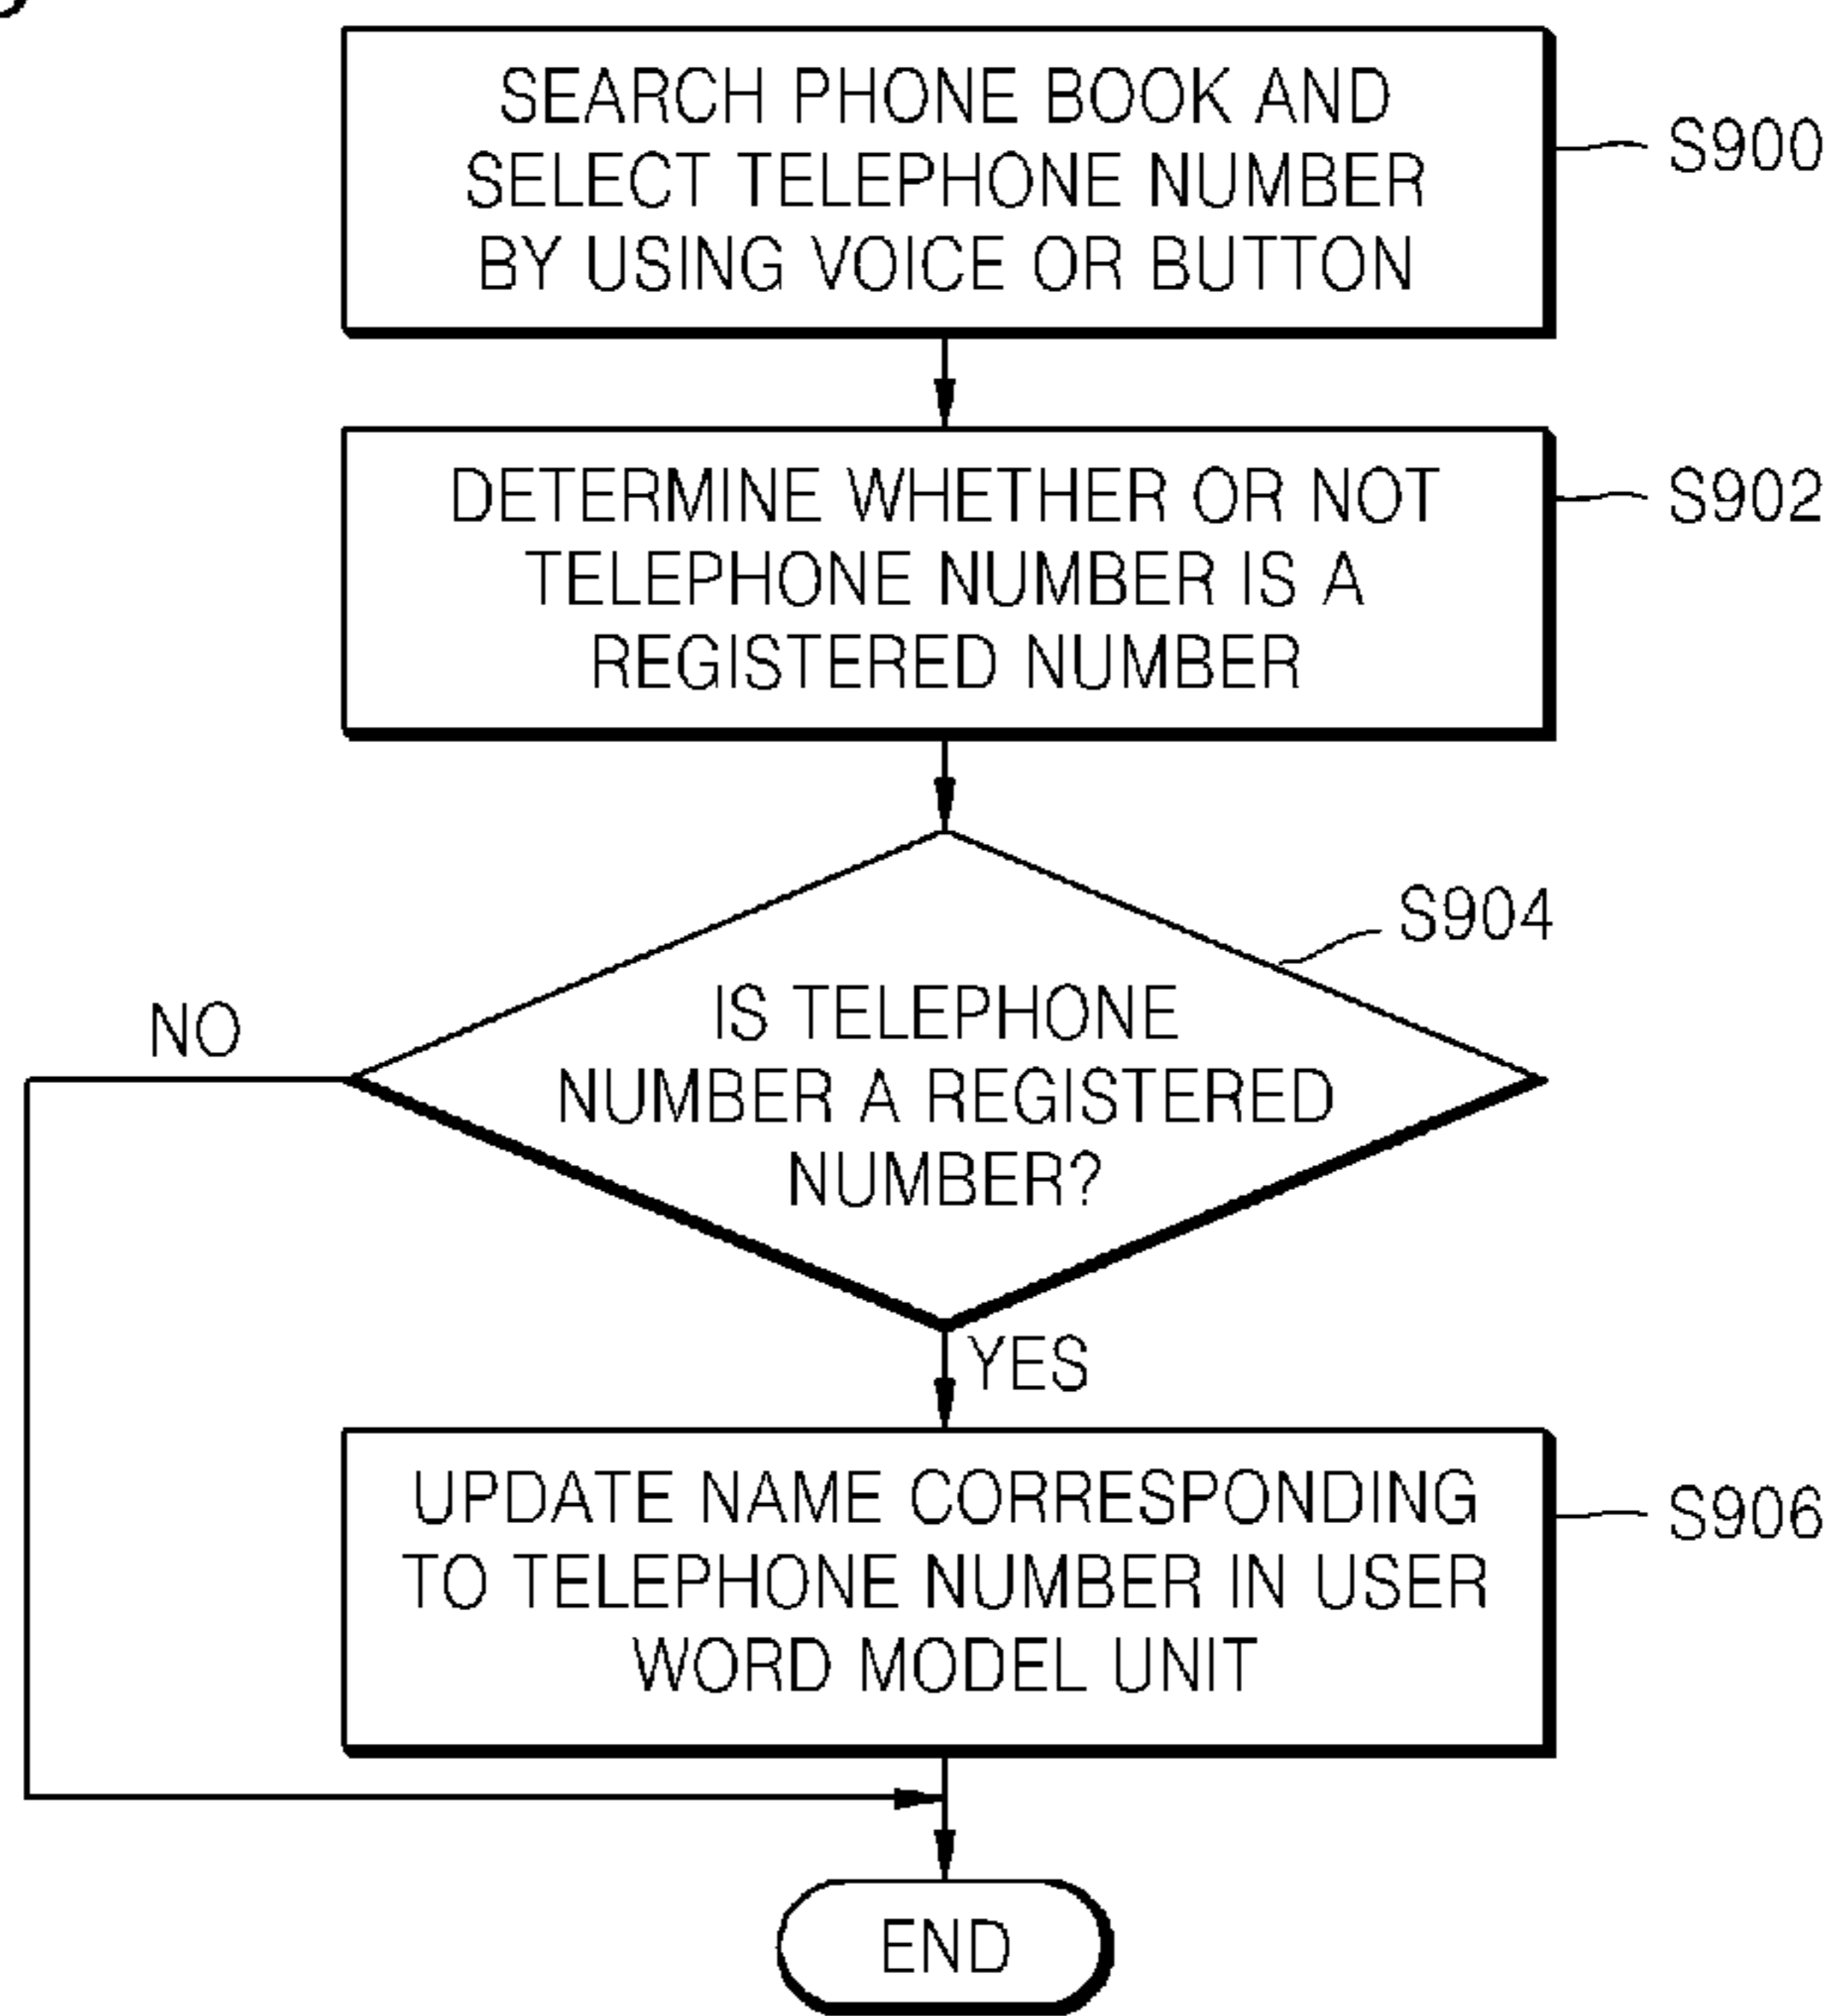 SEARCH PHONE BOOK AND
SELECT TELEPHONE NUMBER
BY USING VOICE OR BUTTON
S900
DETERMINE WHETHER OR NOT
TELEPHONE NUMBER IS A
REGISTERED NUMBER
S902
S904
NO
IS TELEPHONE
NUMBER A REGISTERED
NUMBER?
YES
UPDATE NAME CORRESPONDING
TO TELEPHONE NUMBER IN USER
WORD MODEL UNIT
S906
END